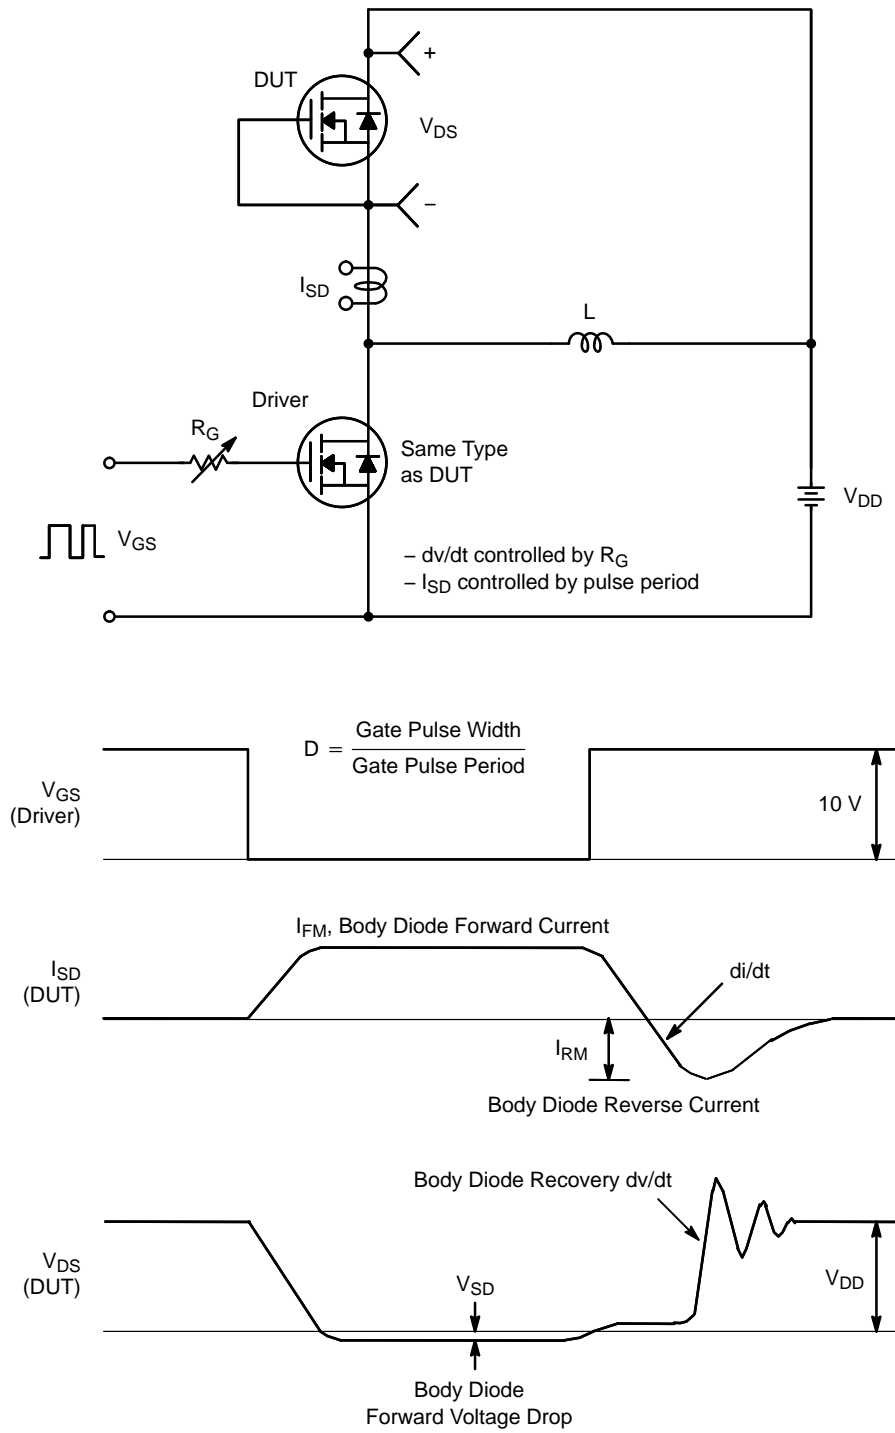 +
DUT
V_DS
−
I_SD
L
Driver
R_G
Same Type
as DUT
V_DD
V_GS
− dv/dt controlled by R_G
− I_SD controlled by pulse period
D = Gate Pulse Width
Gate Pulse Period
V_GS
(Driver)
10 V
I_FM, Body Diode Forward Current
I_SD
(DUT)
di/dt
I_RM
Body Diode Reverse Current
Body Diode Recovery dv/dt
V_DS
(DUT)
V_SD
V_DD
Body Diode
Forward Voltage Drop